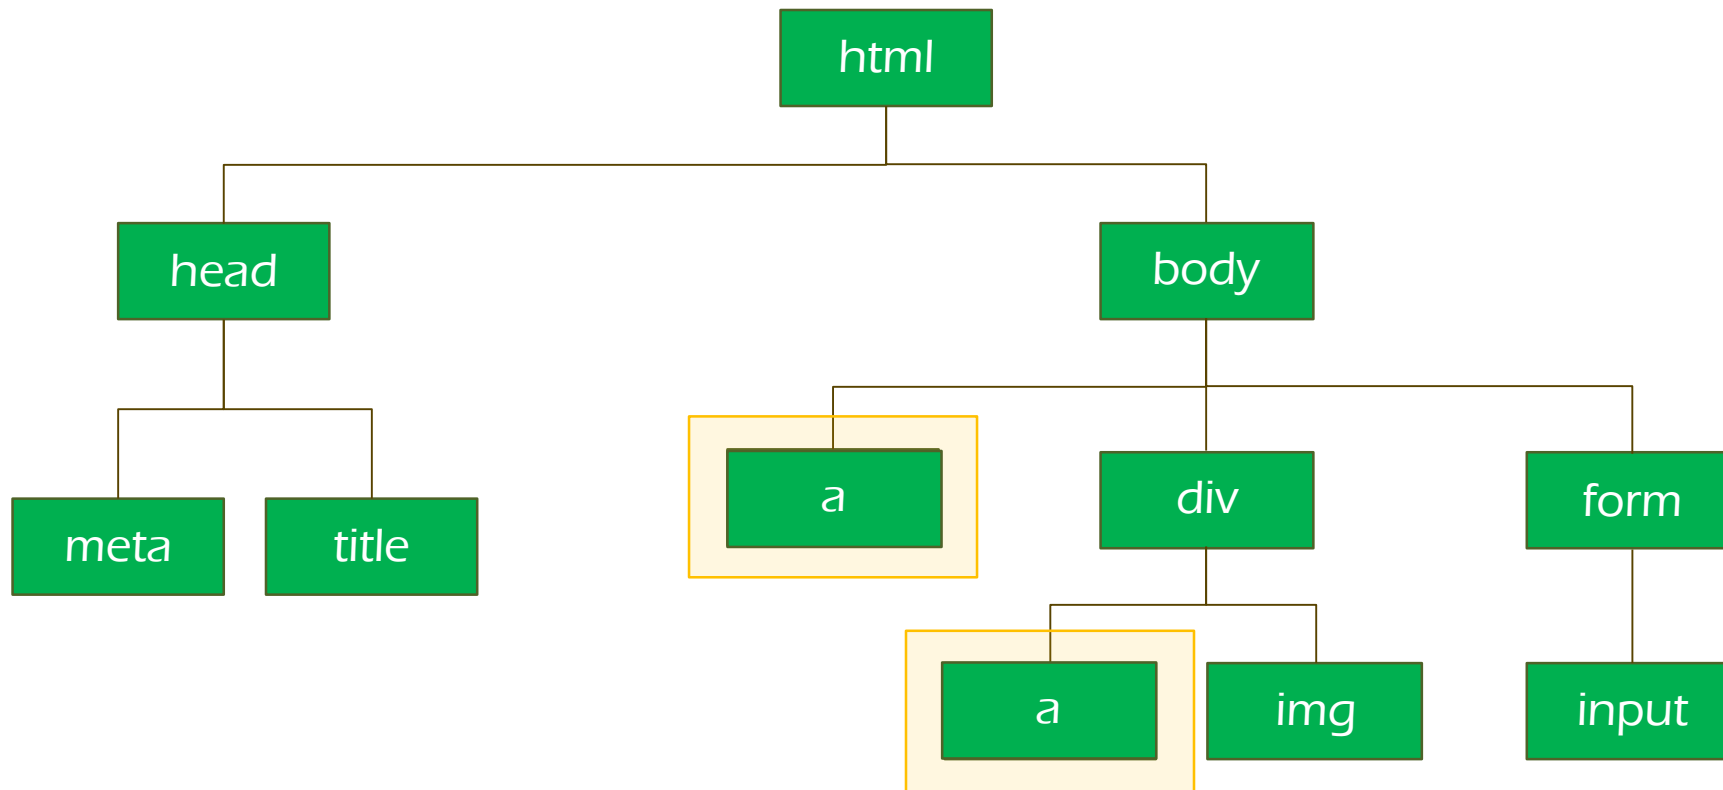 html
head
body
a
div
form
meta
title
a
img
input